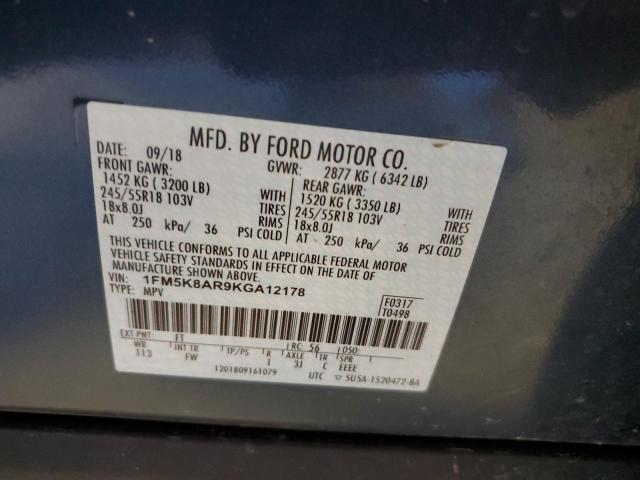 MFD. BY FORD MOTOR CO.
DATE: 09/18 GVWR: 2877 KG ( 6342 LB)
FRONT GAWR: REAR GAWR:
1452 KG ( 3200 LB) WITH 1520 KG ( 3350 LB) WITH
245/55R18 103V TIRES 245/55R18 103V TIRES
18x8.0J RIMS 18x8.0J RIMS
AT 250 kPa/ 36 PSI COLD AT 250 kPa/ 36 PSI COLD
THIS VEHICLE CONFORMS TO ALL APPLICABLE FEDERAL MOTOR
VEHICLE SAFETY STANDARDS IN EFFECT ON THE DATE OF
MANUFACTURE SHOWN ABOVE.
VIN: 1FM5K8AR9KGA12178
TYPE: MPV
F0317
T0498
EXT PNT: FT RC: 56 DSO:
WB INT TR TP/PS R AXLE TR SPR
113 FW I 3J C EEEE
1201809161079 UTC 5USA-1520472-BA